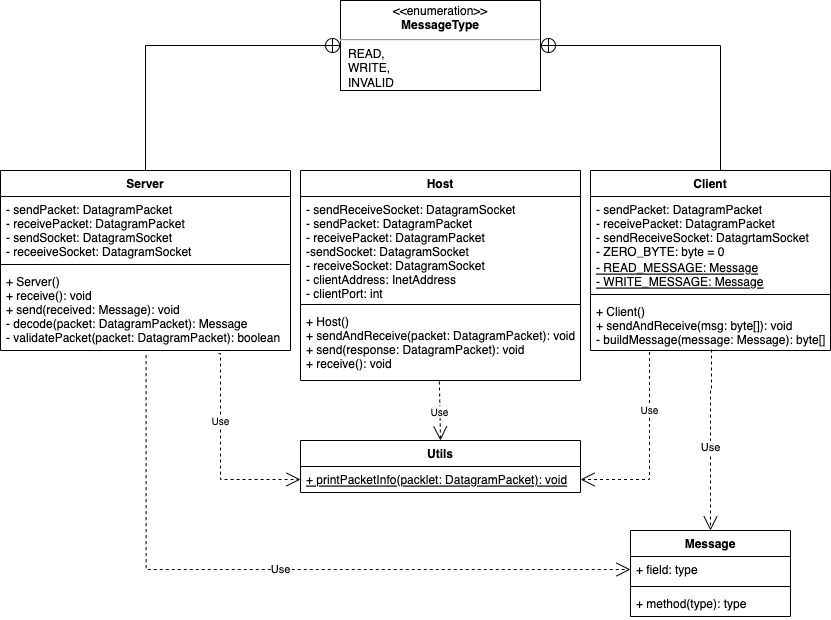 <<enumeration>>
MessageType
READ,
WRITE,
INVALID
Server
- sendPacket: DatagramPacket
- receivePacket: DatagramPacket
- sendSocket: DatagramSocket
- receeiveSocket: DatagramSocket
+ Server()
+ receive(): void
+ send(received: Message): void
- decode(packet: DatagramPacket): Message
- validatePacket(packet: DatagramPacket): boolean
Host
- sendReceiveSocket: DatagramSocket
- sendPacket: DatagramPacket
- receivePacket: DatagramPacket
-sendSocket: DatagramSocket
- receiveSocket: DatagramSocket
- clientAddress: InetAddress
- clientPort: int
+ Host()
+ sendAndReceive(packet: DatagramPacket): void
+ send(response: DatagramPacket): void
+ receive(): void
Client
- sendPacket: DatagramPacket
- receivePacket: DatagramPacket
- sendReceiveSocket: DatagrtamSocket
- ZERO_BYTE: byte = 0
- READ_MESSAGE: Message
- WRITE_MESSAGE: Message
+ Client()
+ sendAndReceive(msg: byte[]): void
- buildMessage(message: Message): byte[]
Use
Use
Use
Use
Utils
+ printPacketInfo(packlet: DatagramPacket): void
Use
Message
+ field: type
+ method(type): type